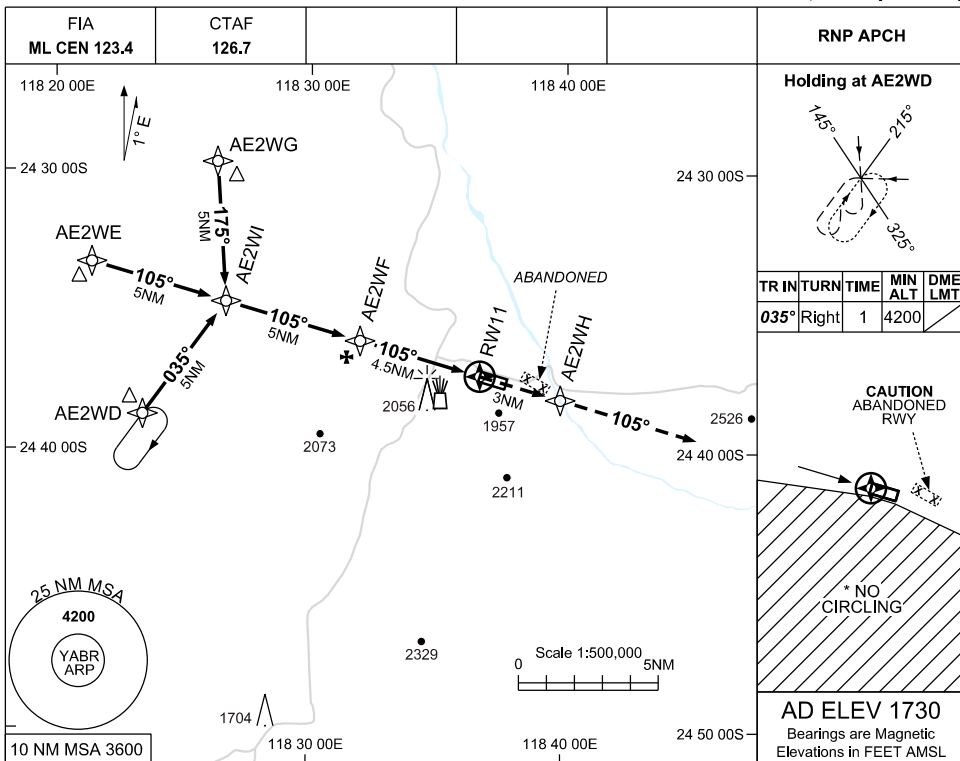 FIA
ML CEN 123.4
CTAF
126.7
RNP APCH
118 20 00E
118 30 00E
118 40 00E
1° E
AE2WG
24 30 00S
24 30 00S
175°
5NM
AE2WE
AE2WI
105°
5NM
AE2WF
105°
5NM
ABANDONED
RW11
AE2WH
105°
4.5NM
035°
5NM
3NM
AE2WD
2056
1957
105°
2526
2073
24 40 00S
24 40 00S
2211
25 NM MSA
4200
YABR
ARP
2329
Scale 1:500,000
0
5NM
1704
10 NM MSA 3600
118 30 00E
118 40 00E
24 50 00S
Holding at AE2WD
145°
215°
325°
TR IN TURN TIME MIN ALT DME LMT
035° Right 1 4200
CAUTION
ABANDONED
RWY
* NO
CIRCLING
AD ELEV 1730
Bearings are Magnetic
Elevations in FEET AMSL